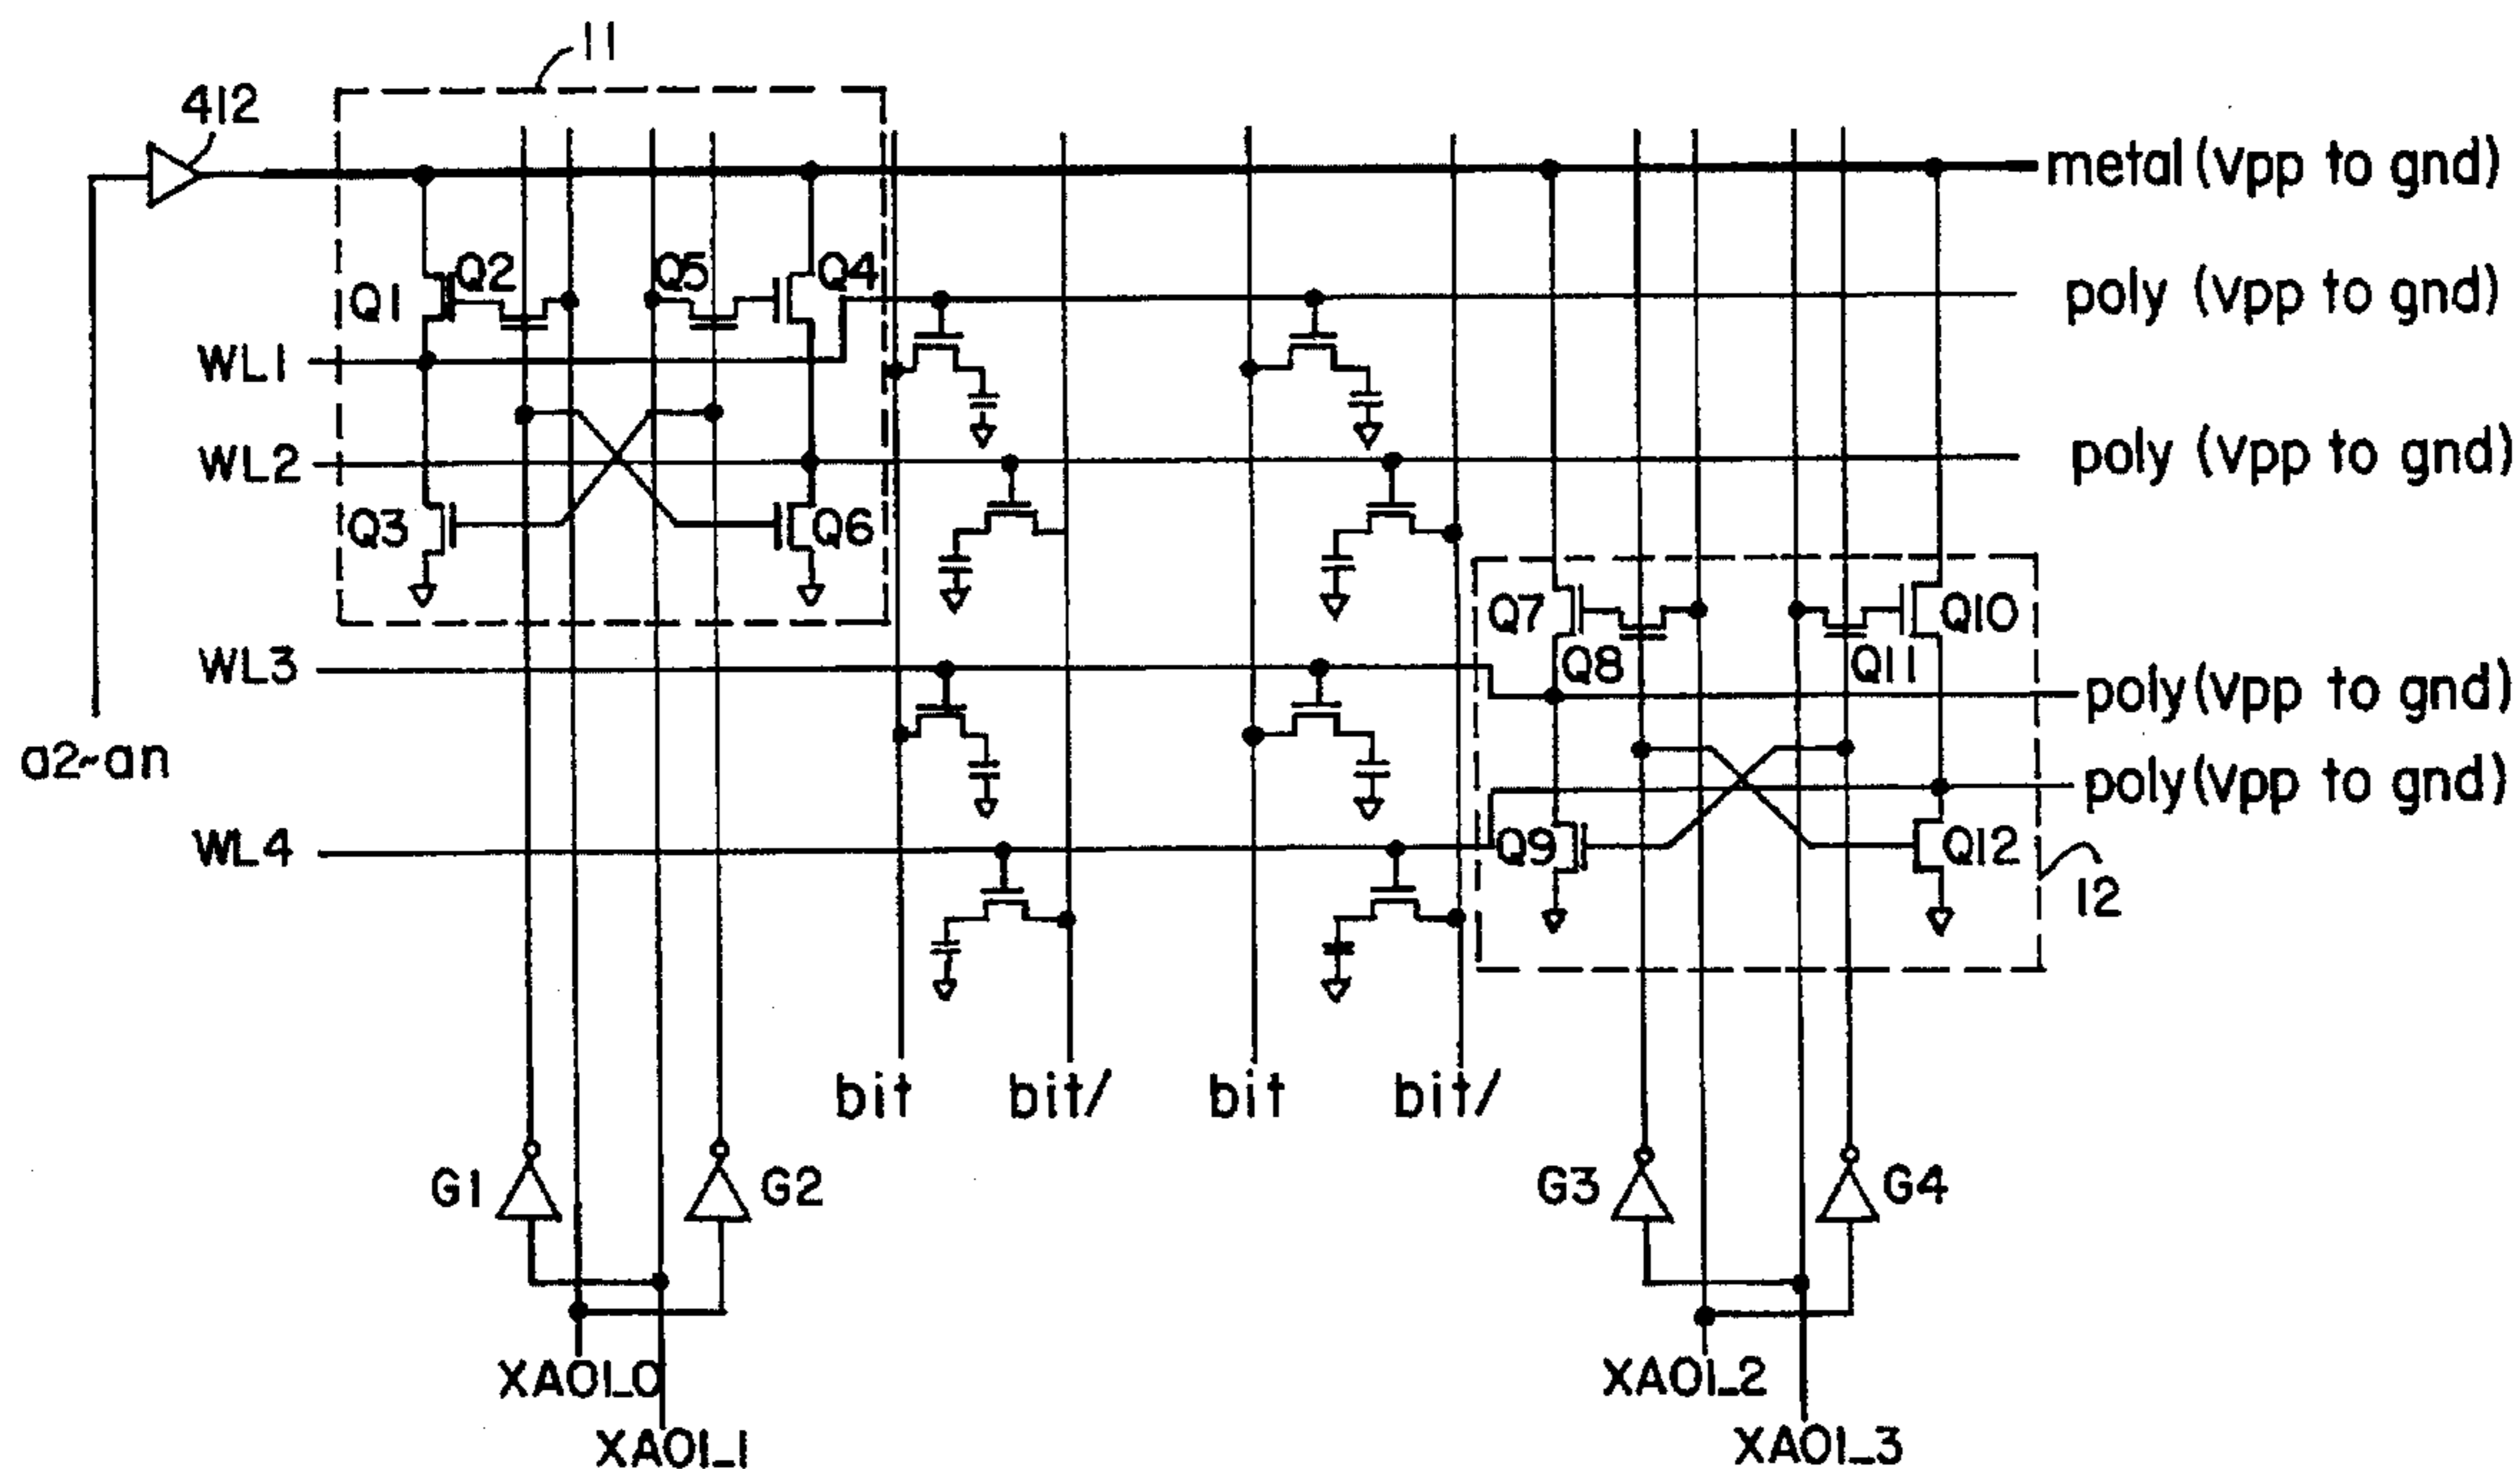 11
412
metal (Vpp to gnd)
Q1 Q2 Q5 Q4
poly (Vpp to gnd)
WL1
WL2
poly (Vpp to gnd)
Q3 Q6
Q7 Q8 Q11 Q10
WL3
poly (Vpp to gnd)
a2~an
poly (Vpp to gnd)
WL4
Q9 Q12
12
bit bit/ bit bit/
G1 G2 G3 G4
XA01_0 XA01_2
XA01_1 XA01_3